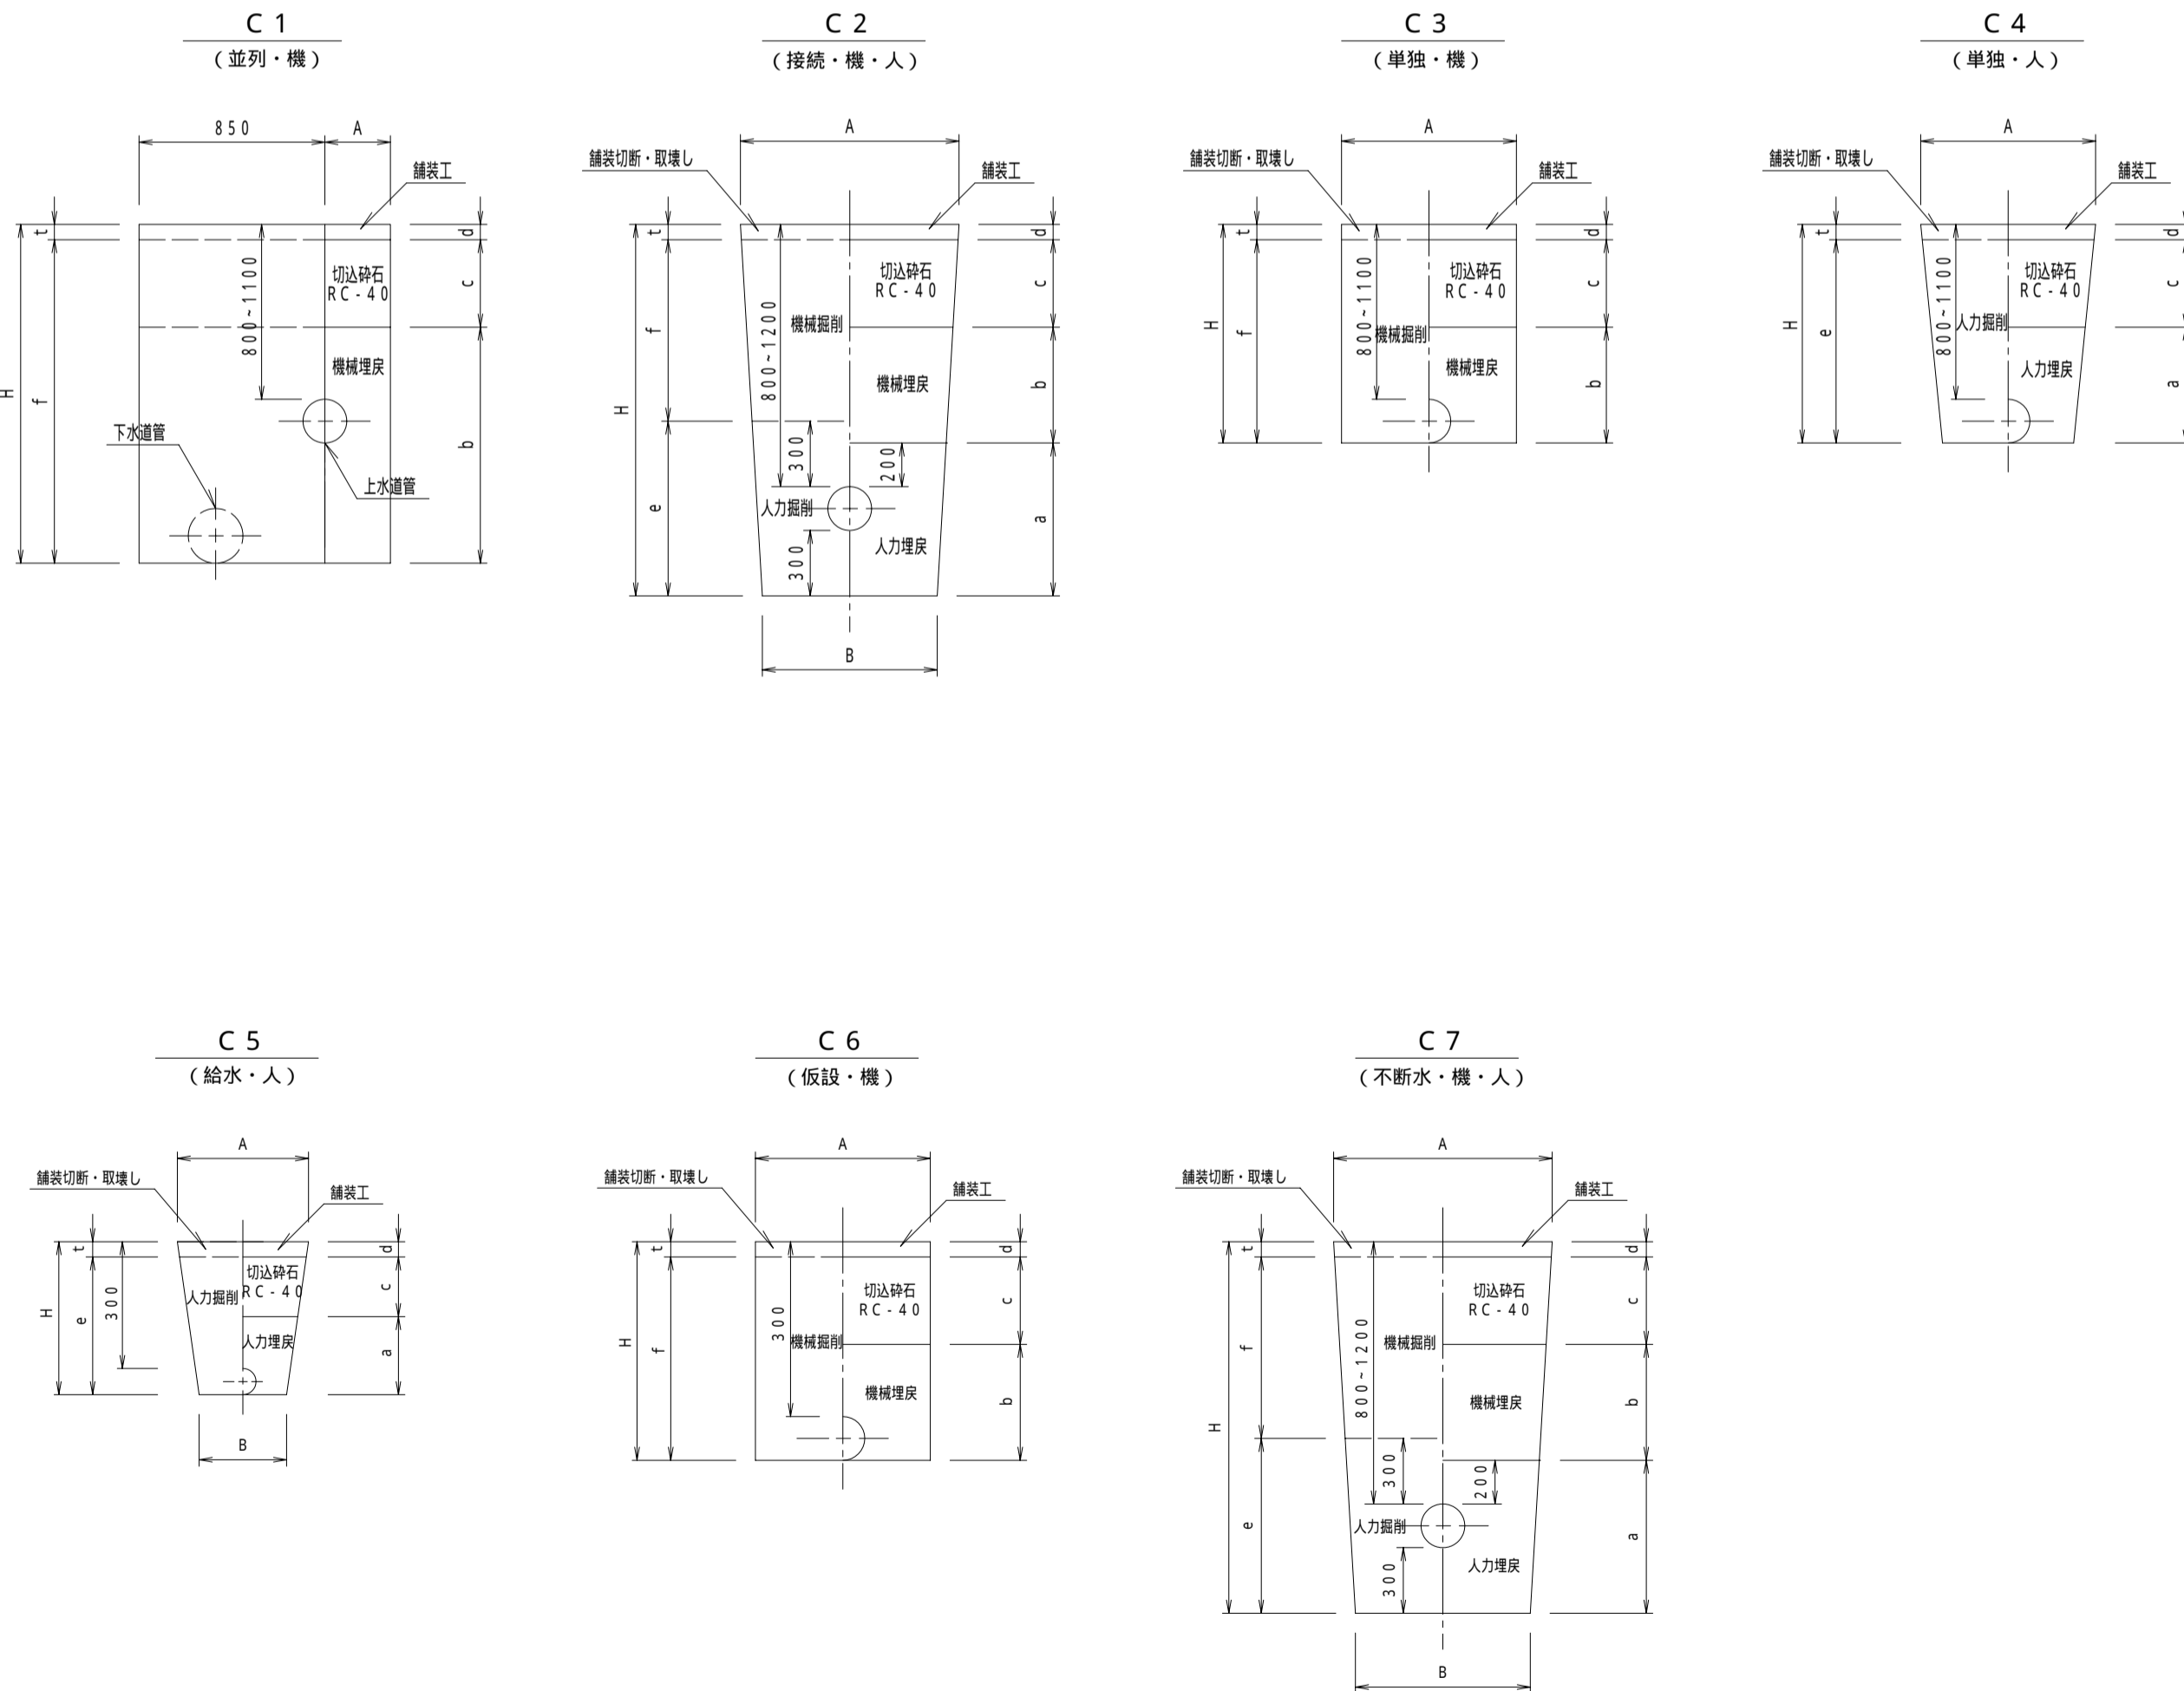 C 1
（並列・機）
850
A
舗装工
t
d
切込砕石
RC-40
c
800~1100
機械埋戻
H
f
b
下水道管
上水道管
C 2
（接続・機・人）
A
舗装切断・取壊し
舗装工
t
d
切込砕石
RC-40
c
機械掘削
f
800~1200
機械埋戻
b
H
300
200
人力掘削
e
a
人力埋戻
300
B
C 3
（単独・機）
A
舗装切断・取壊し
舗装工
t
d
切込砕石
RC-40
c
800~1100
H
f
機械掘削
機械埋戻
b
C 4
（単独・人）
A
舗装切断・取壊し
舗装工
t
d
切込砕石
RC-40
c
800~1100
人力掘削
H
e
人力埋戻
a
C 5
（給水・人）
A
舗装切断・取壊し
舗装工
t
d
切込砕石
RC-40
c
人力掘削
300
H
e
人力埋戻
a
B
C 6
（仮設・機）
A
舗装切断・取壊し
舗装工
t
d
切込砕石
RC-40
c
300
機械掘削
H
f
機械埋戻
b
C 7
（不断水・機・人）
A
舗装切断・取壊し
舗装工
t
d
切込砕石
RC-40
c
機械掘削
f
800~1200
機械埋戻
b
H
300
200
人力掘削
e
a
人力埋戻
300
B